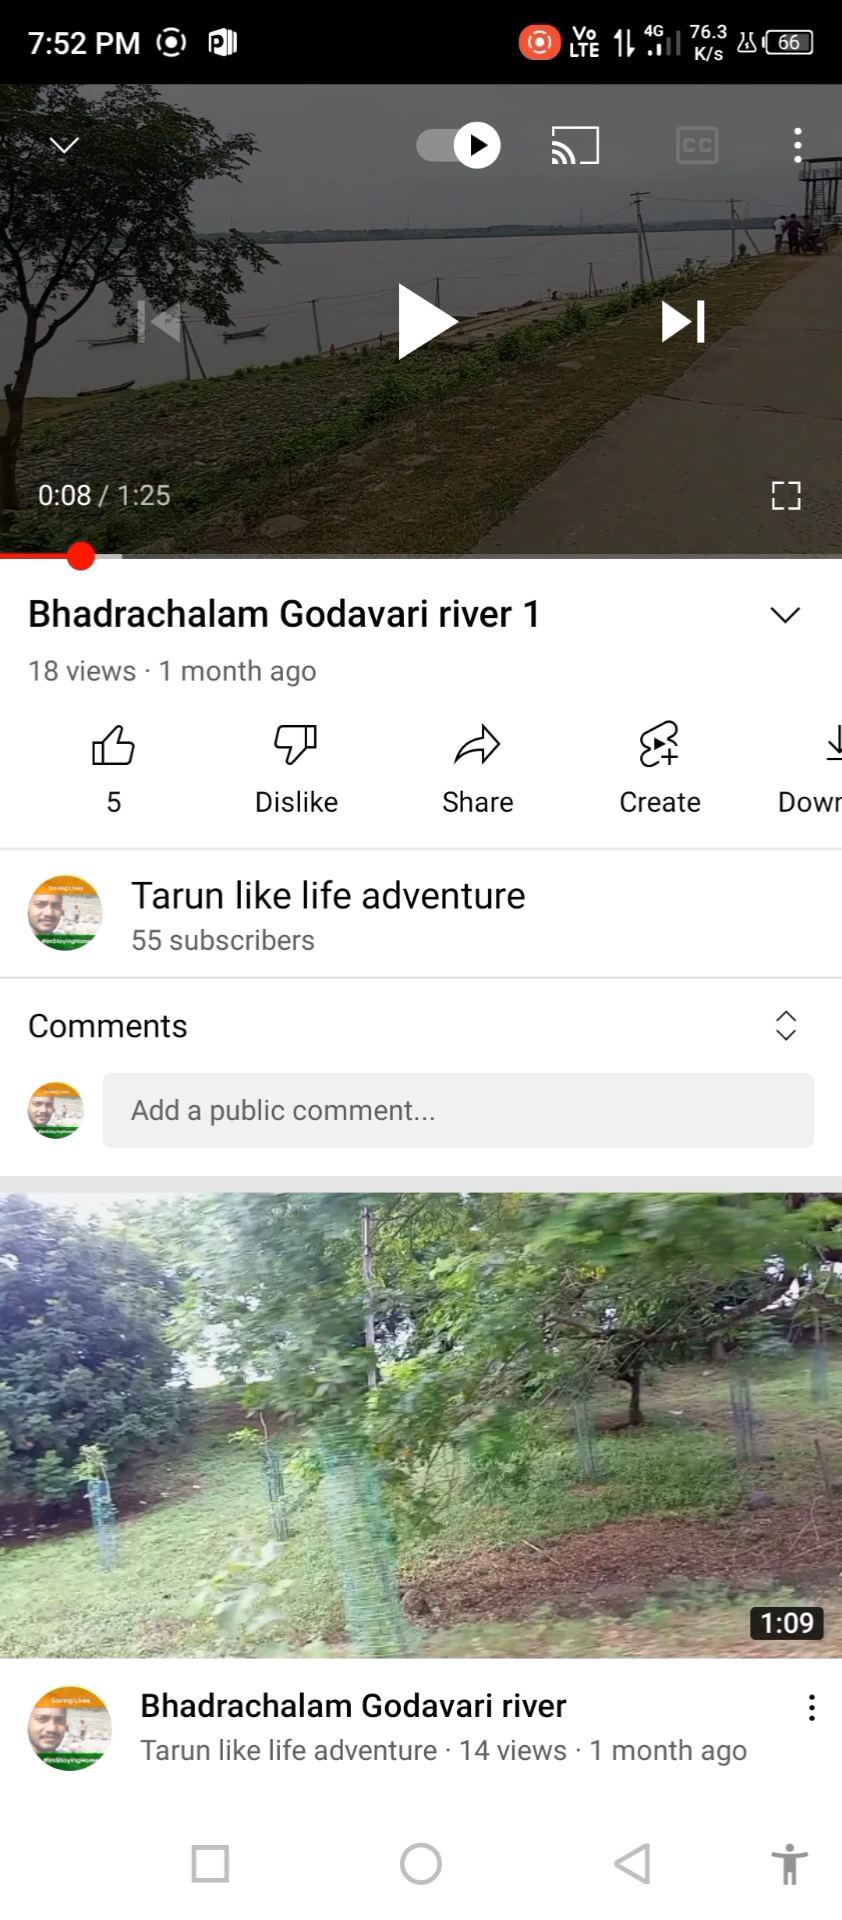 7:52 PM
Vo LTE 4G 76.3 K/s 66
CC
0:08 / 1:25
Bhadrachalam Godavari river 1
18 views · 1 month ago
5 Dislike Share Create Down
Tarun like life adventure
55 subscribers
Comments
Add a public comment...
1:09
Bhadrachalam Godavari river
Tarun like life adventure · 14 views · 1 month ago